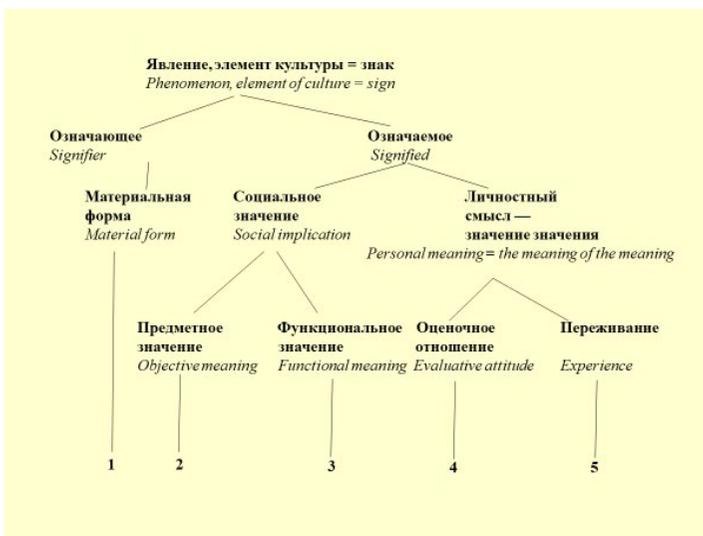 Явление, элемент культуры = знак
Phenomenon, element of culture = sign
Означающее
Signifier
Означаемое
Signified
Материальная
форма
Material form
Социальное
значение
Social implication
Личностный
смысл —
значение значения
Personal meaning= the meaning of the meaning
Предметное
значение
Objective meaning
Функциональное
значение
Functional meaning
Оценочное
отношение
Evaluative attitude
Переживание
Experience
1
2
3
4
5